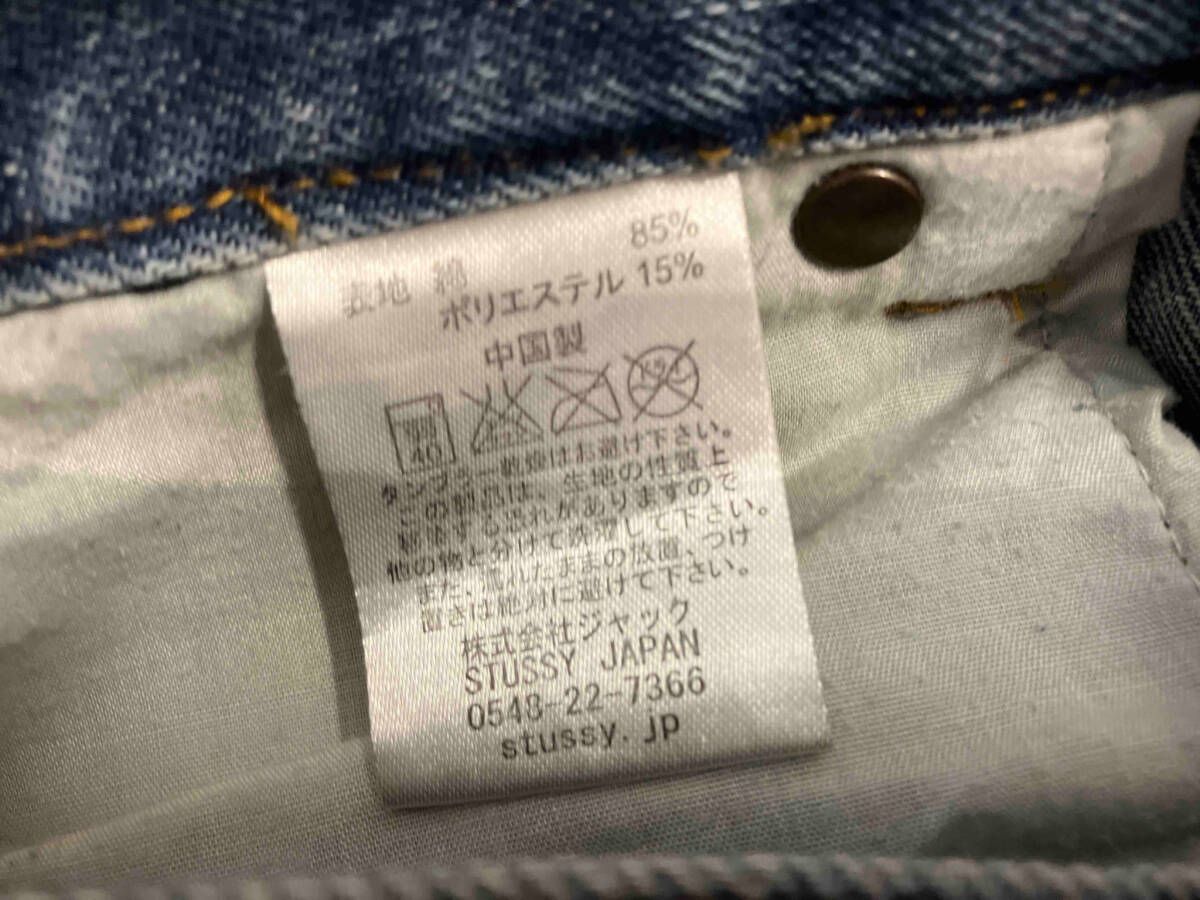 表地 綿 85%
ポリエステル 15%
中国製
40
タンブラー乾燥はお避け下さい。
この製品は、生地の性質上
移染する恐れがありますので
他の物と分けて洗濯して下さい。
また、濡れたままの放置、つけ
置きは絶対に避けて下さい。
株式会社ジャック
STUSSY JAPAN
0548-22-7366
stussy.jp